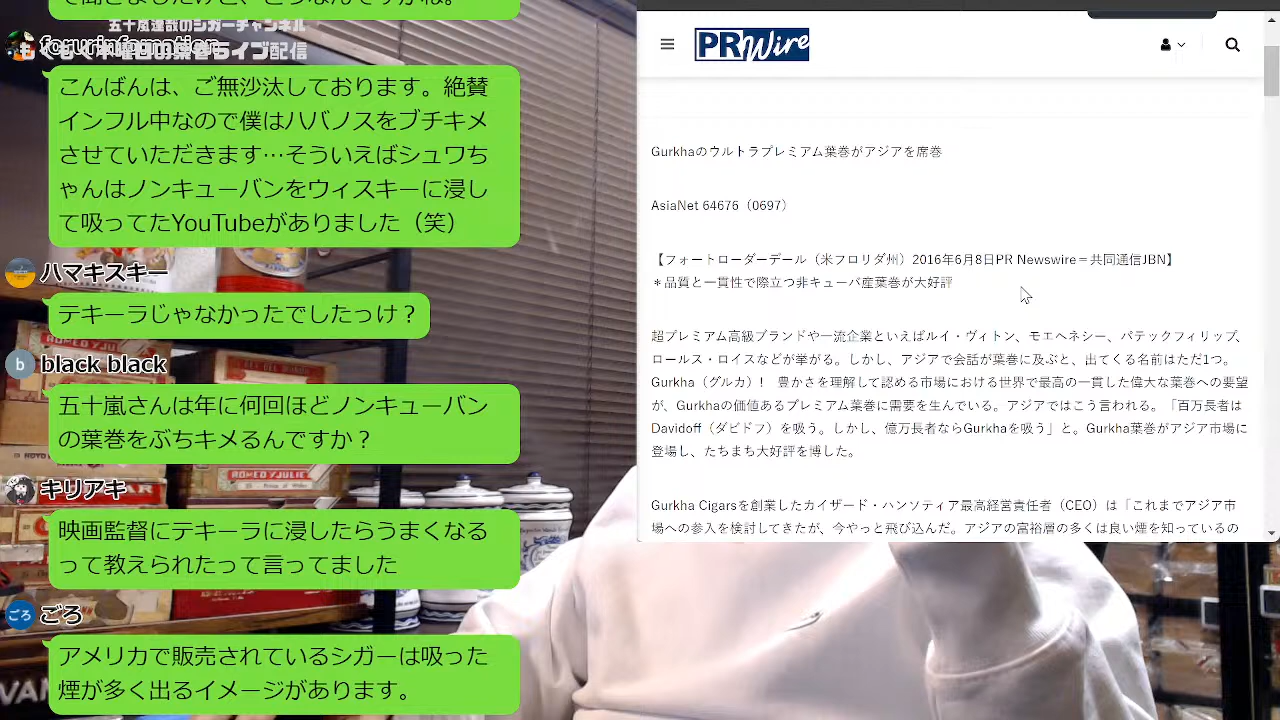 五十嵐達哉のシガーチャンネル
こんばんは、ご無沙汰しております。絶賛
インフル中なので僕はハバノスをブチキメ
させていただきます…そういえばシュワち
ゃんはノンキューバンをウィスキーに浸し
て吸ってたYouTubeがありました（笑）
ハマキスキー
テキーラじゃなかったでしたっけ？
b
black black
五十嵐さんは年に何回ほどノンキューバン
の葉巻をぶちキメるんですか？
キリアキ
映画監督にテキーラに浸したらうまくなる
って教えられたって言ってました
ごろ
ごろ
アメリカで販売されているシガーは吸った
煙が多く出るイメージがあります。
ROMEO Y JULIE
PRWire
Gurkhaのウルトラプレミアム葉巻がアジアを席巻
AsiaNet 64676（0697）
【フォートローダーデール（米フロリダ州）2016年6月8日PR Newswire＝共同通信JBN】
＊品質と一貫性で際立つ非キューバ産葉巻が大好評
超プレミアム高級ブランドや一流企業といえばルイ・ヴィトン、モエヘネシー、パテックフィリップ、
ロールス・ロイスなどが挙がる。しかし、アジアで会話が葉巻に及ぶと、出てくる名前はただ1つ。
Gurkha（グルカ）！ 豊かさを理解して認める市場における世界で最高の一貫した偉大な葉巻への要望
が、Gurkhaの価値あるプレミアム葉巻に需要を生んでいる。アジアではこう言われる。「百万長者は
Davidoff（ダビドフ）を吸う。しかし、億万長者ならGurkhaを吸う」と。Gurkha葉巻がアジア市場に
登場し、たちまち大好評を博した。
Gurkha Cigarsを創業したカイザード・ハンソティア最高経営責任者（CEO）は「これまでアジア市
場への参入を検討してきたが、今やっと飛び込んだ。アジアの富裕層の多くは良い煙を知っているの